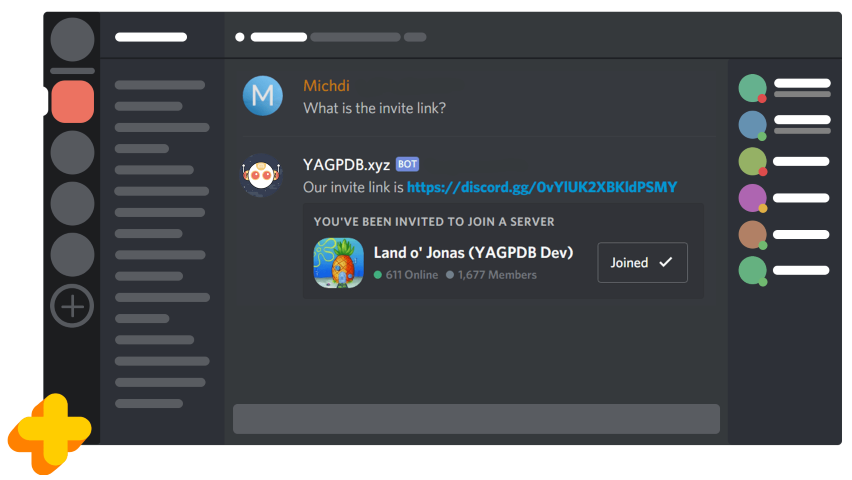 Michdi
M
What is the invite link?
YAGPDB.xyz BOT
Our invite link is https://discord.gg/0vYlUK2XBKldPSMY
YOU'VE BEEN INVITED TO JOIN A SERVER
Land o' Jonas (YAGPDB Dev)
611 Online 1,677 Members
Joined